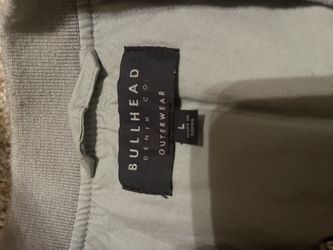 BULLHEAD
DENIM CO.
OUTERWEAR
L